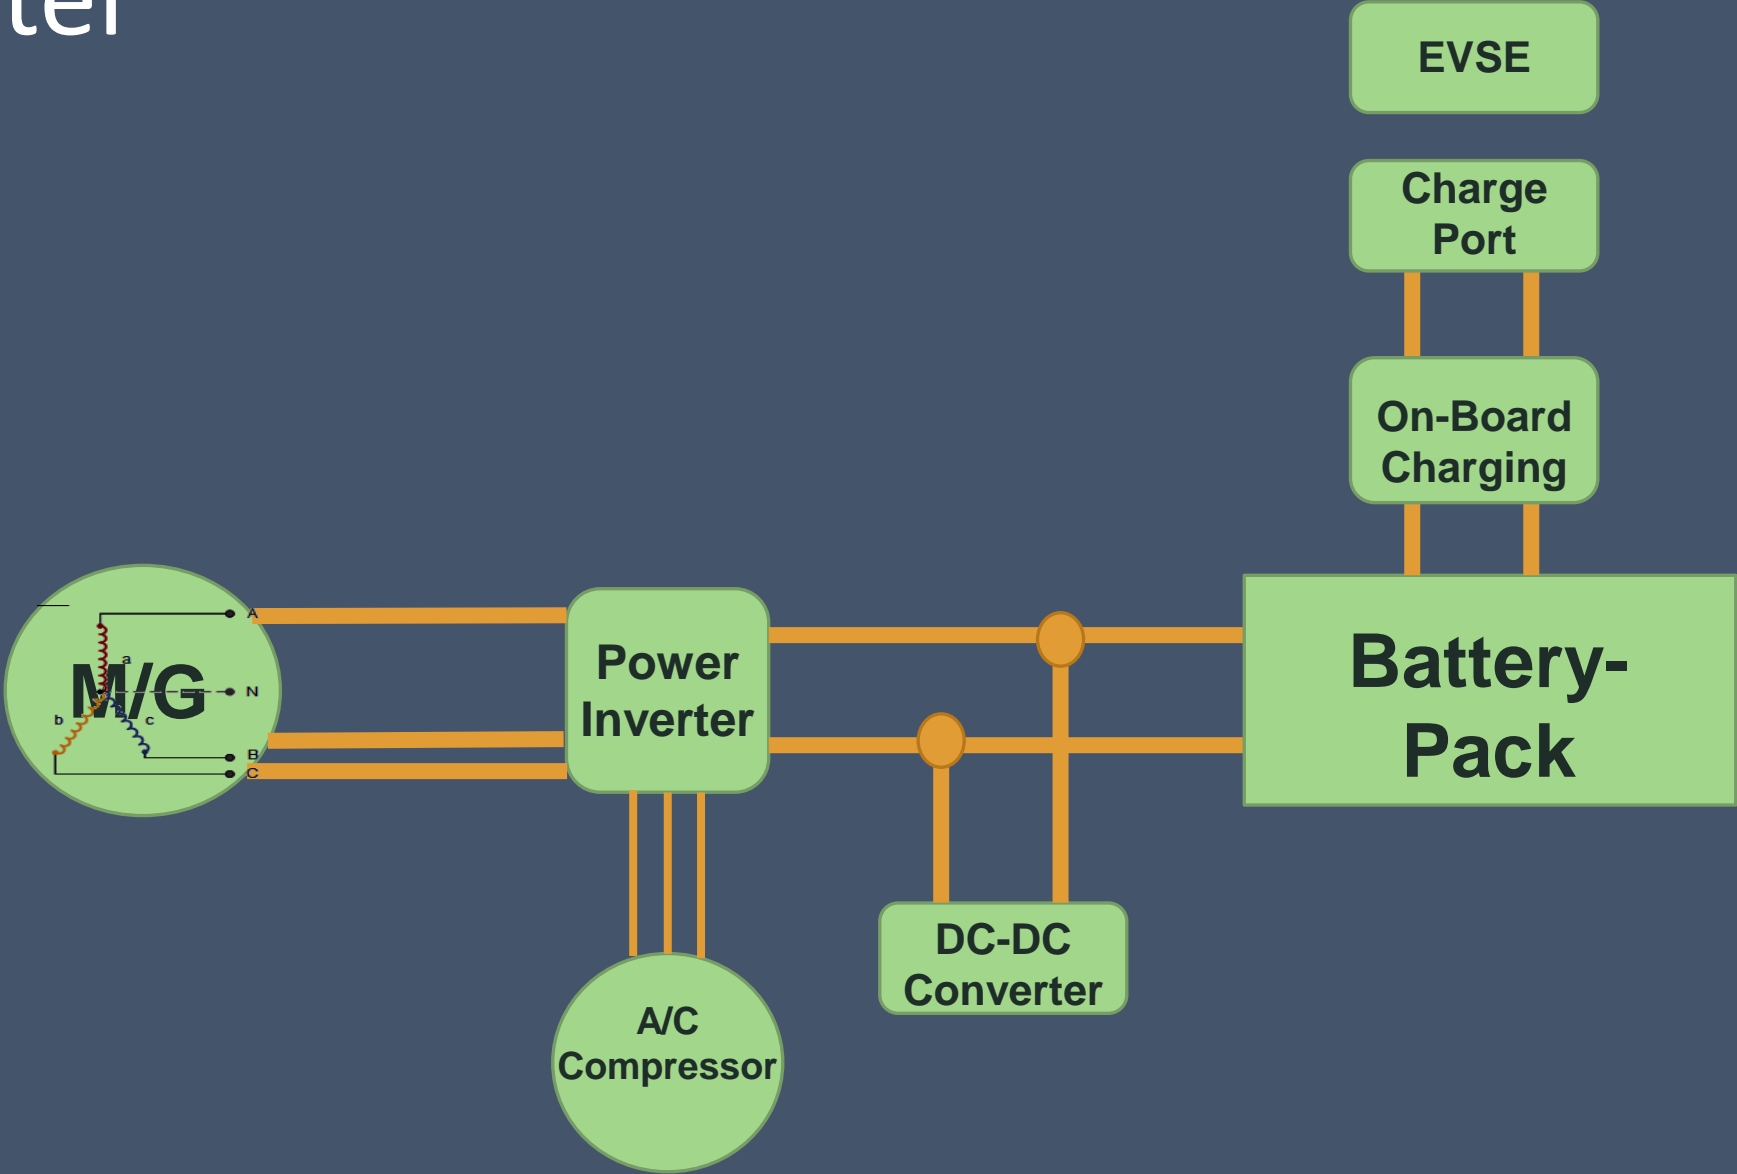 EVSE
Charge
Port
On-Board
Charging
A
a
M/G
N
b
c
B
C
Power
Inverter
Battery-
Pack
DC-DC
Converter
A/C
Compressor